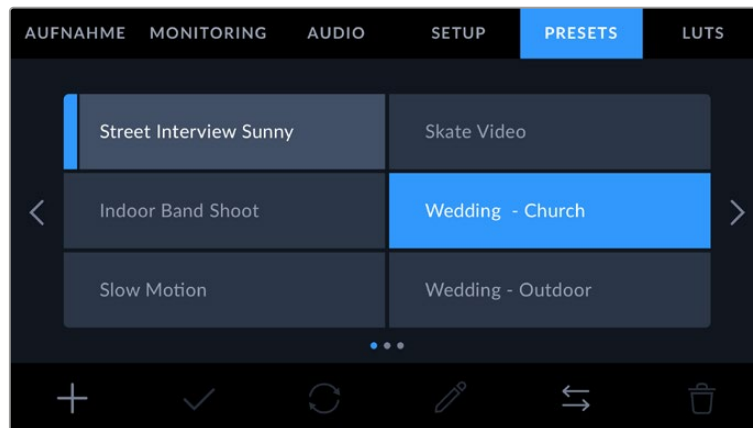 AUFNAHME MONITORING AUDIO SETUP PRESETS LUTS
Street Interview Sunny Skate Video
Indoor Band Shoot Wedding - Church
Slow Motion Wedding - Outdoor